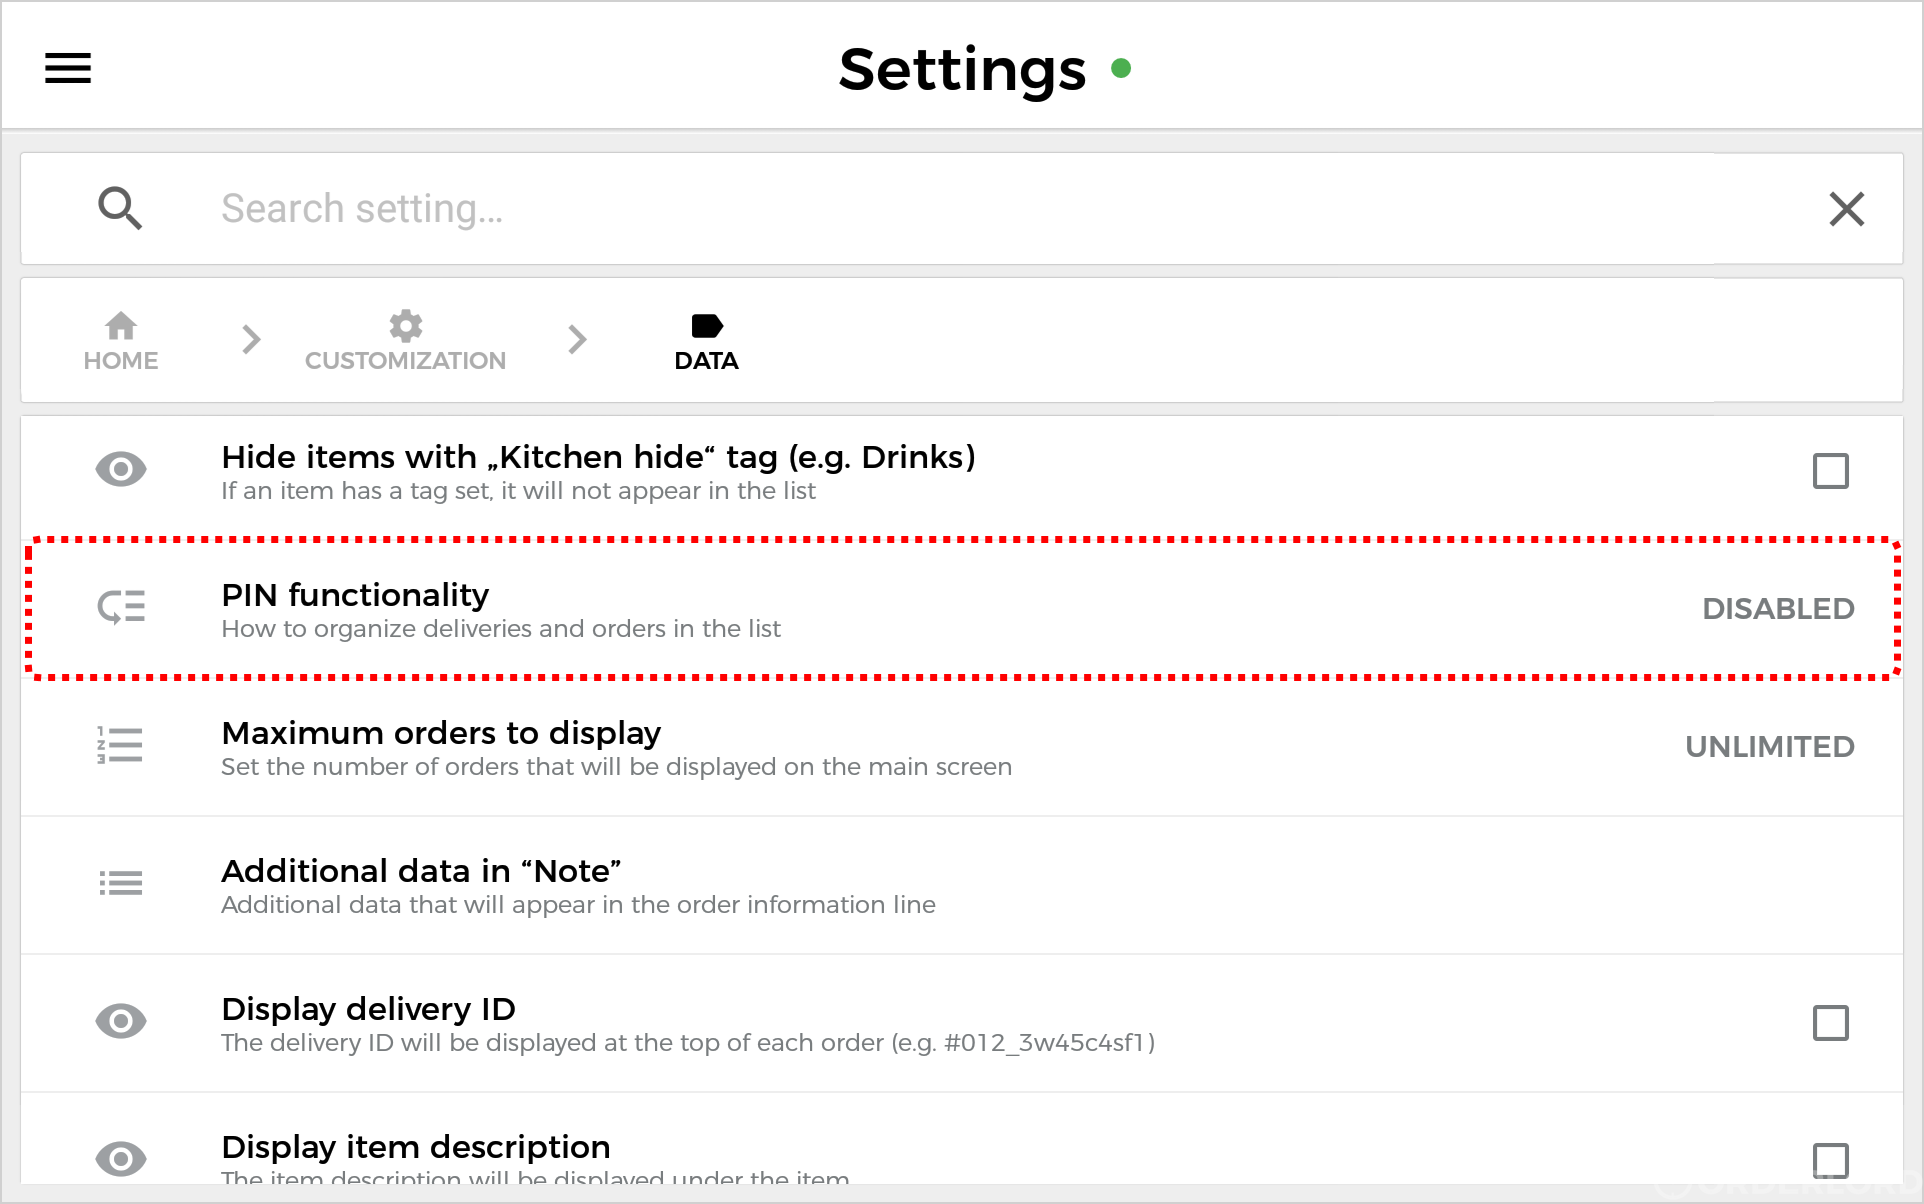 Settings
Search setting...
HOME
CUSTOMIZATION
DATA
Hide items with „Kitchen hide“ tag (e.g. Drinks)
If an item has a tag set, it will not appear in the list
PIN functionality
How to organize deliveries and orders in the list
DISABLED
Maximum orders to display
Set the number of orders that will be displayed on the main screen
UNLIMITED
Additional data in “Note”
Additional data that will appear in the order information line
Display delivery ID
The delivery ID will be displayed at the top of each order (e.g. #012_3w45c4sf1)
Display item description
The item description will be displayed under the item